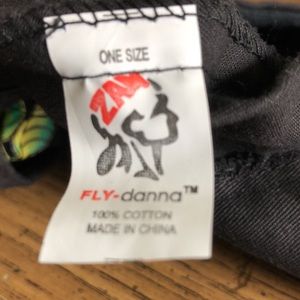 ONE SIZE
ZAN
FLY-danna™
100% COTTON
MADE IN CHINA